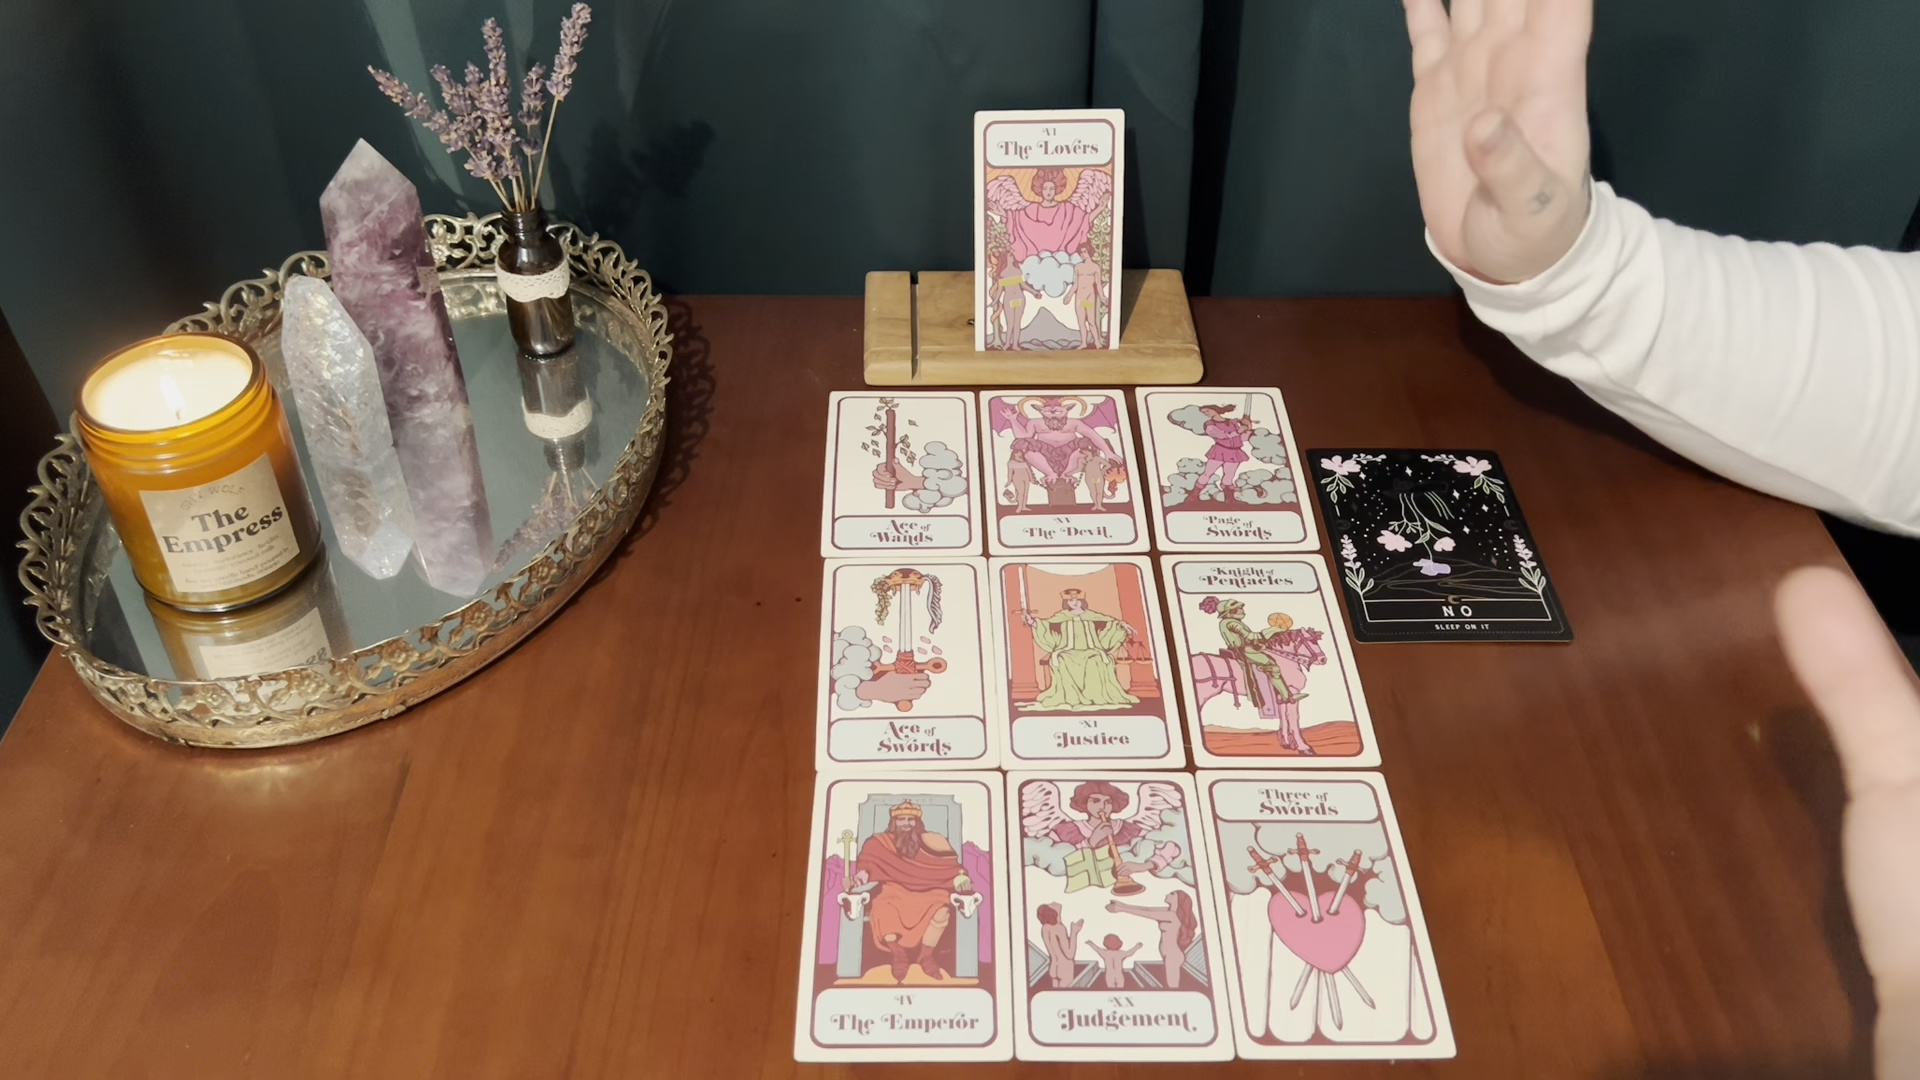 VI
The Lovers
Ace of
Wands
XV
The Devil
Page of
Swords
Knight of
Pentacles
NO
SLEEP ON IT
The
Empress
Ace of
Swords
XI
Justice
Three of
Swords
IV
The Emperor
XX
Judgement